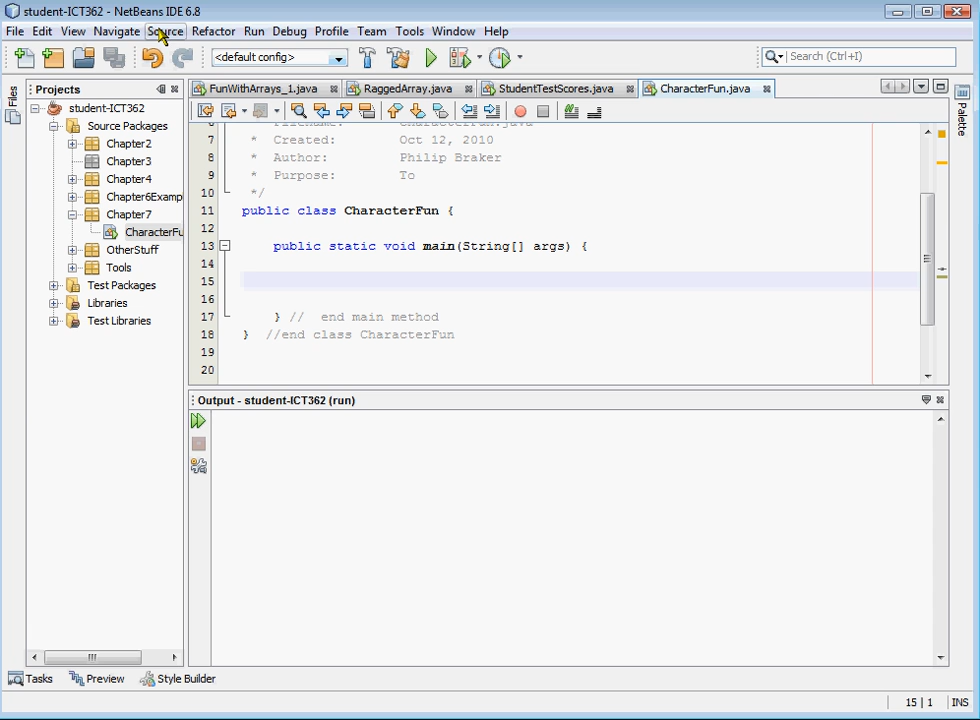 student-ICT362 - NetBeans IDE 6.8
File Edit View Navigate Source Refactor Run Debug Profile Team Tools Window Help
<default config>
Search (Ctrl+I)
Files
Projects
student-ICT362
Source Packages
Chapter2
Chapter3
Chapter4
Chapter6Examp
Chapter7
CharacterFu
OtherStuff
Tools
Test Packages
Libraries
Test Libraries
FunWithArrays_1.java RaggedArray.java StudentTestScores.java CharacterFun.java
Palette
7 * Created: Oct 12, 2010
8 * Author: Philip Braker
9 * Purpose: To
10 */
11 public class CharacterFun {
12
13 public static void main(String[] args) {
14
15
16
17 } // end main method
18 } //end class CharacterFun
19
20
Output - student-ICT362 (run)
Tasks Preview Style Builder
15 | 1 INS